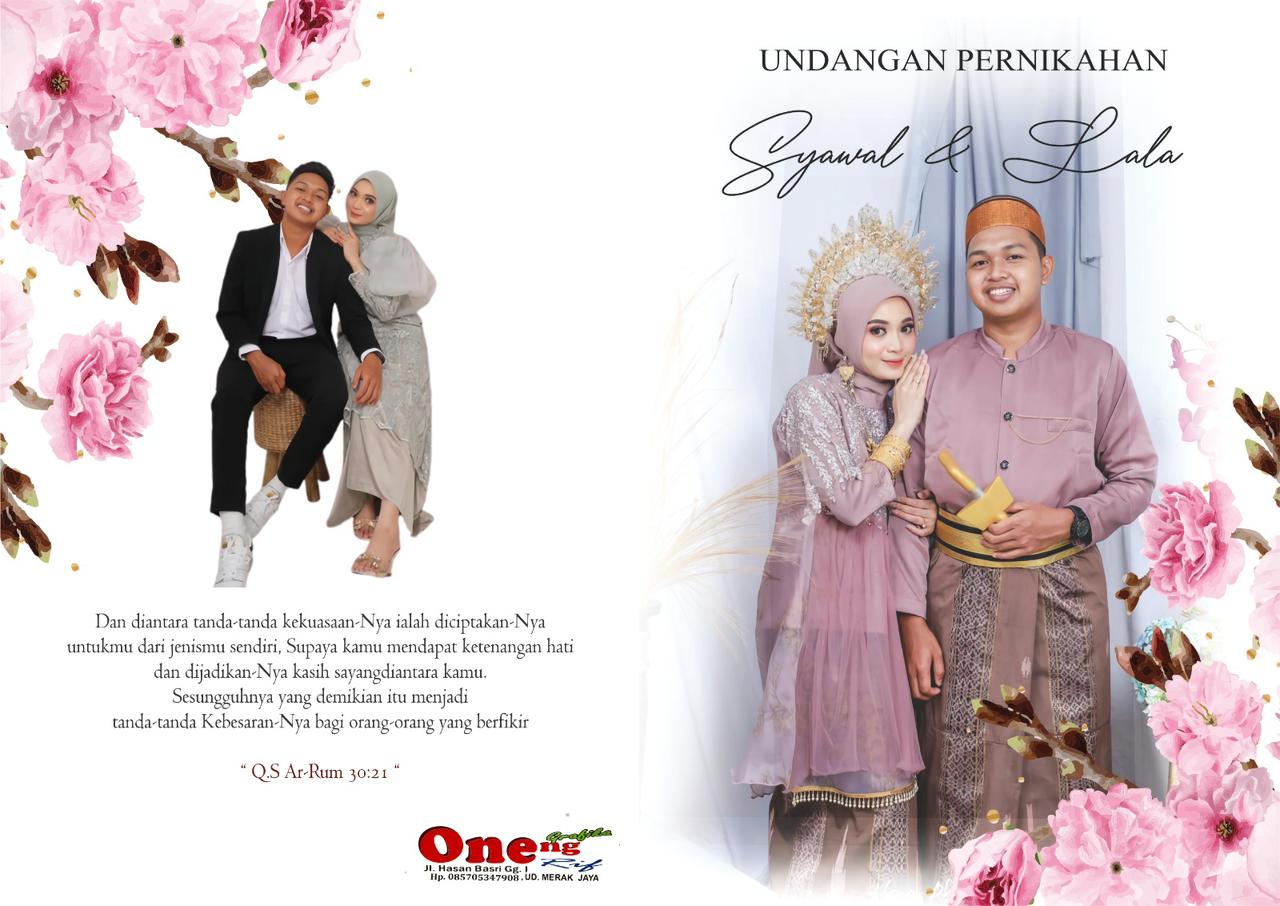 Dan diantara tanda-tanda kekuasaan-Nya ialah diciptakan-Nya
untukmu dari jenismu sendiri, Supaya kamu mendapat ketenangan hati
dan dijadikan-Nya kasih sayangdiantara kamu.
Sesungguhnya yang demikian itu menjadi
tanda-tanda Kebesaran-Nya bagi orang-orang yang berfikir
“ Q.S Ar-Rum 30:21 “
Oneng Grafika
Rif
Jl. Hasan Basri Gg. I
Hp. 085705347908 . UD. MERAK JAYA
UNDANGAN PERNIKAHAN
Syawal & Lala